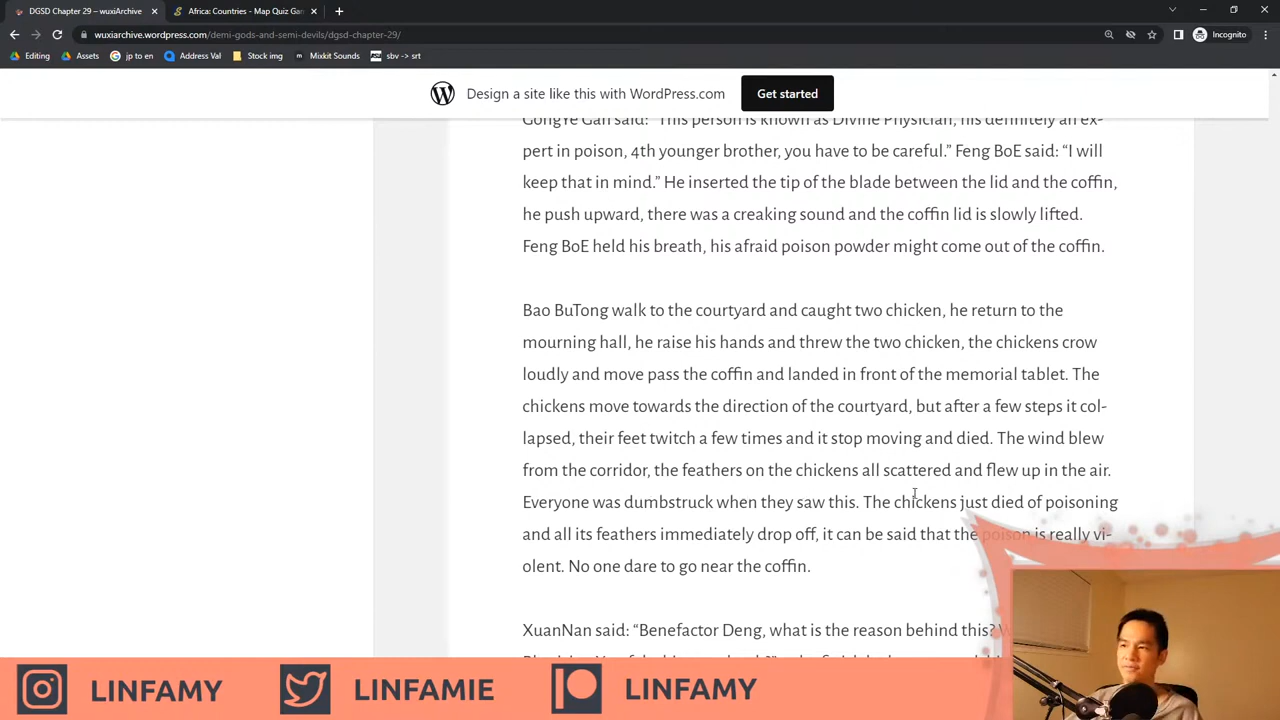 DGSD Chapter 29 – wuxiArchive
Africa: Countries - Map Quiz Gam
wuxiArchive.wordpress.com/demi-gods-and-semi-devils/dgsd-chapter-29/
Incognito
Editing
Assets
jp to en
Address Val
Stock img
Mixkit Sounds
sbv -> srt
Design a site like this with WordPress.com
Get started
GongYe Gan said: “This person is known as Divine Physician, his definitely an ex-
pert in poison, 4th younger brother, you have to be careful.” Feng BoE said: “I will
keep that in mind.” He inserted the tip of the blade between the lid and the coffin,
he push upward, there was a creaking sound and the coffin lid is slowly lifted.
Feng BoE held his breath, his afraid poison powder might come out of the coffin.
Bao BuTong walk to the courtyard and caught two chicken, he return to the
mourning hall, he raise his hands and threw the two chicken, the chickens crow
loudly and move pass the coffin and landed in front of the memorial tablet. The
chickens move towards the direction of the courtyard, but after a few steps it col-
lapsed, their feet twitch a few times and it stop moving and died. The wind blew
from the corridor, the feathers on the chickens all scattered and flew up in the air.
Everyone was dumbstruck when they saw this. The chickens just died of poisoning
and all its feathers immediately drop off, it can be said that the poison is really vi-
olent. No one dare to go near the coffin.
XuanNan said: “Benefactor Deng, what is the reason behind this?
LINFAMY
LINFAMIE
LINFAMY